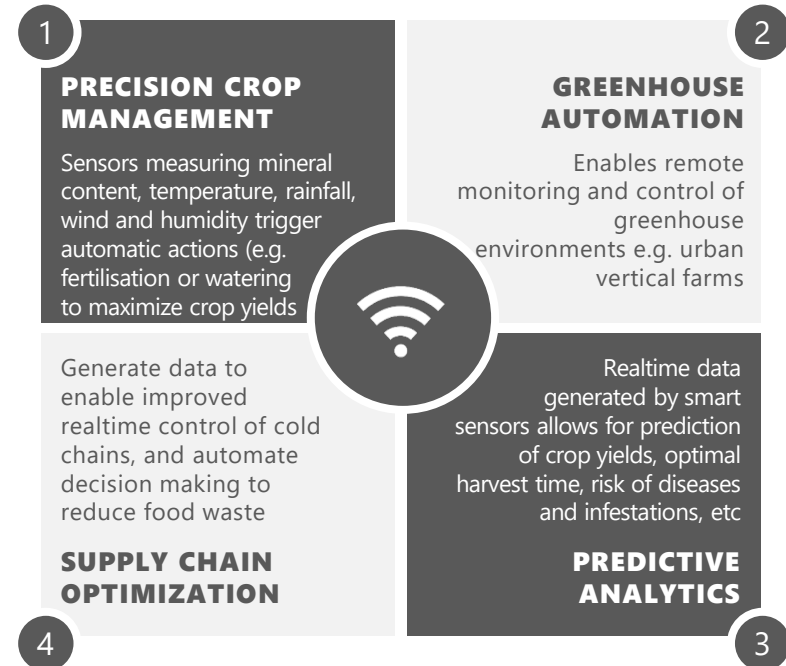 1
PRECISION CROP
MANAGEMENT
Sensors measuring mineral
content, temperature, rainfall,
wind and humidity trigger
automatic actions (e.g.
fertilisation or watering
to maximize crop yields
2
GREENHOUSE
AUTOMATION
Enables remote
monitoring and control of
greenhouse
environments e.g. urban
vertical farms
Realtime data
generated by smart
sensors allows for prediction
of crop yields, optimal
harvest time, risk of diseases
and infestations, etc
PREDICTIVE
ANALYTICS
3
Generate data to
enable improved
realtime control of cold
chains, and automate
decision making to
reduce food waste
SUPPLY CHAIN
OPTIMIZATION
4